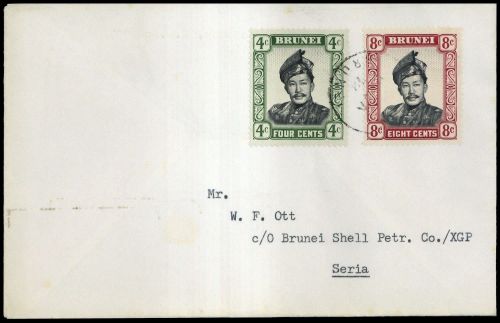 4c BRUNEI 4c
4c FOUR CENTS 4c
8c BRUNEI 8c
8c EIGHT CENTS 8c
Mr.
W. F. Ott
c/O Brunei Shell Petr. Co./XGP
Seria